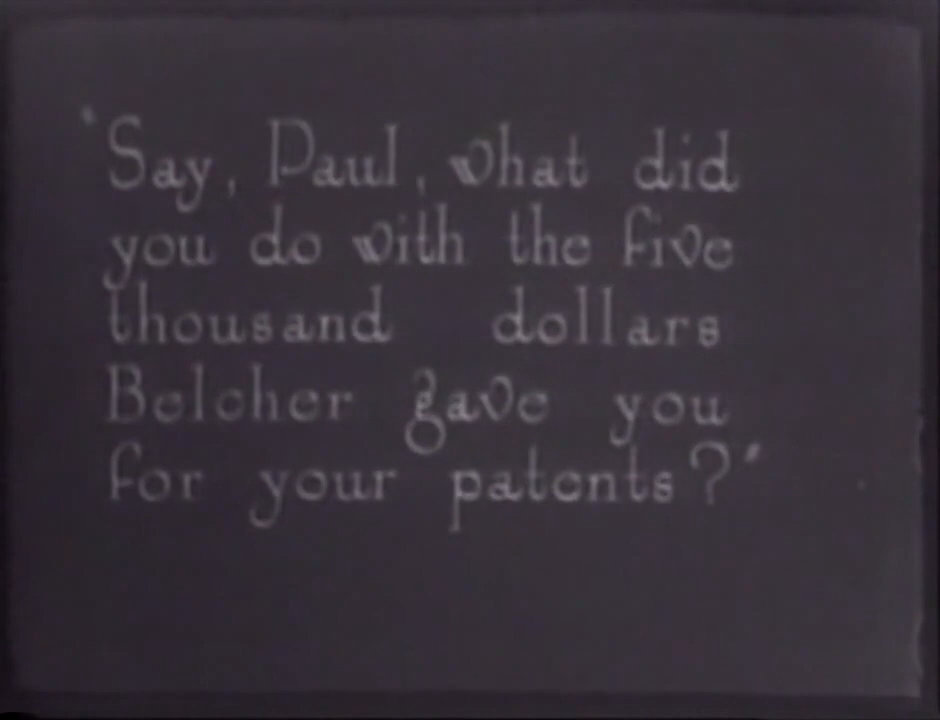 "Say, Paul, what did
you do with the five
thousand dollars
Belcher gave you
for your patents?"